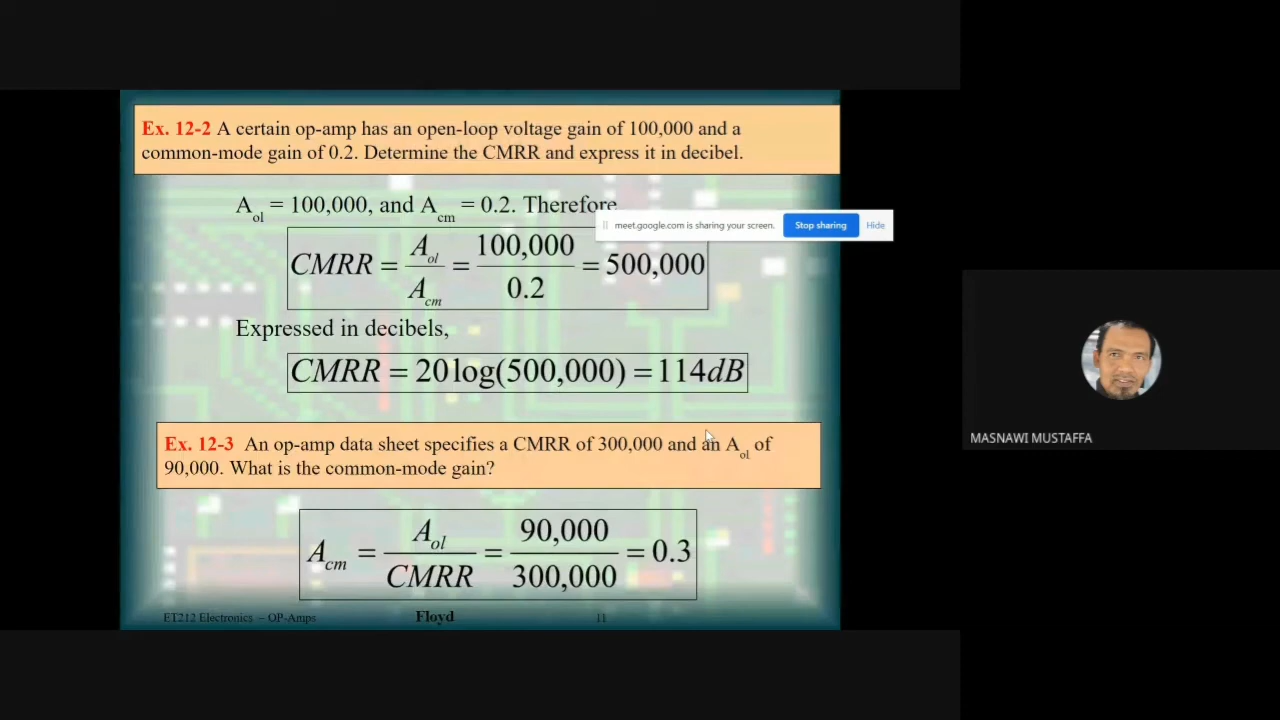 Ex. 12-2 A certain op-amp has an open-loop voltage gain of 100,000 and a
common-mode gain of 0.2. Determine the CMRR and express it in decibel.
A_ol = 100,000, and A_cm = 0.2. Therefore
meet.google.com is sharing your screen. Stop sharing Hide
CMRR = A_ol / A_cm = 100,000 / 0.2 = 500,000
Expressed in decibels,
CMRR = 20log(500,000) = 114dB
Ex. 12-3 An op-amp data sheet specifies a CMRR of 300,000 and an A_ol of
90,000. What is the common-mode gain?
A_cm = A_ol / CMRR = 90,000 / 300,000 = 0.3
ET212 Electronics – OP-Amps Floyd 11
MASNAWI MUSTAFFA